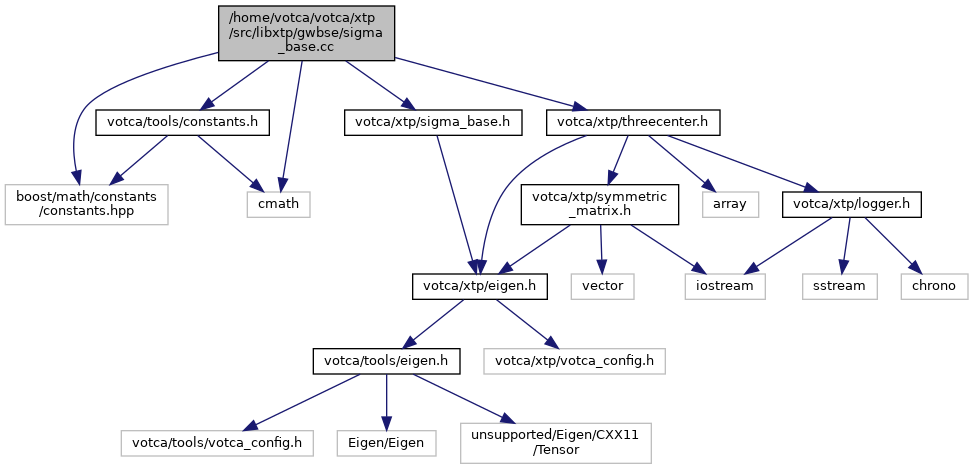 /home/votca/votca/xtp
/src/libxtp/gwbse/sigma
_base.cc
votca/tools/constants.h
votca/xtp/sigma_base.h
votca/xtp/threecenter.h
boost/math/constants
/constants.hpp
cmath
votca/xtp/symmetric
_matrix.h
array
votca/xtp/logger.h
votca/xtp/eigen.h
vector
iostream
sstream
chrono
votca/tools/eigen.h
votca/xtp/votca_config.h
votca/tools/votca_config.h
Eigen/Eigen
unsupported/Eigen/CXX11
/Tensor